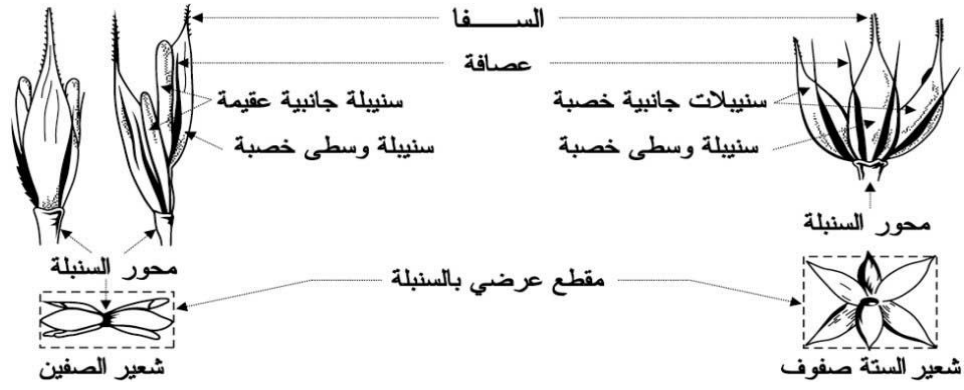 السفا
عصافة
سنيبلات جانبية خصبة
سنيبلة جانبية عقيمة
سنيبلة وسطى خصبة
سنيبلة وسطى خصبة
محور السنبلة
محور السنبلة
مقطع عرضي بالسنبلة
شعير الستة صفوف
شعير الصفين